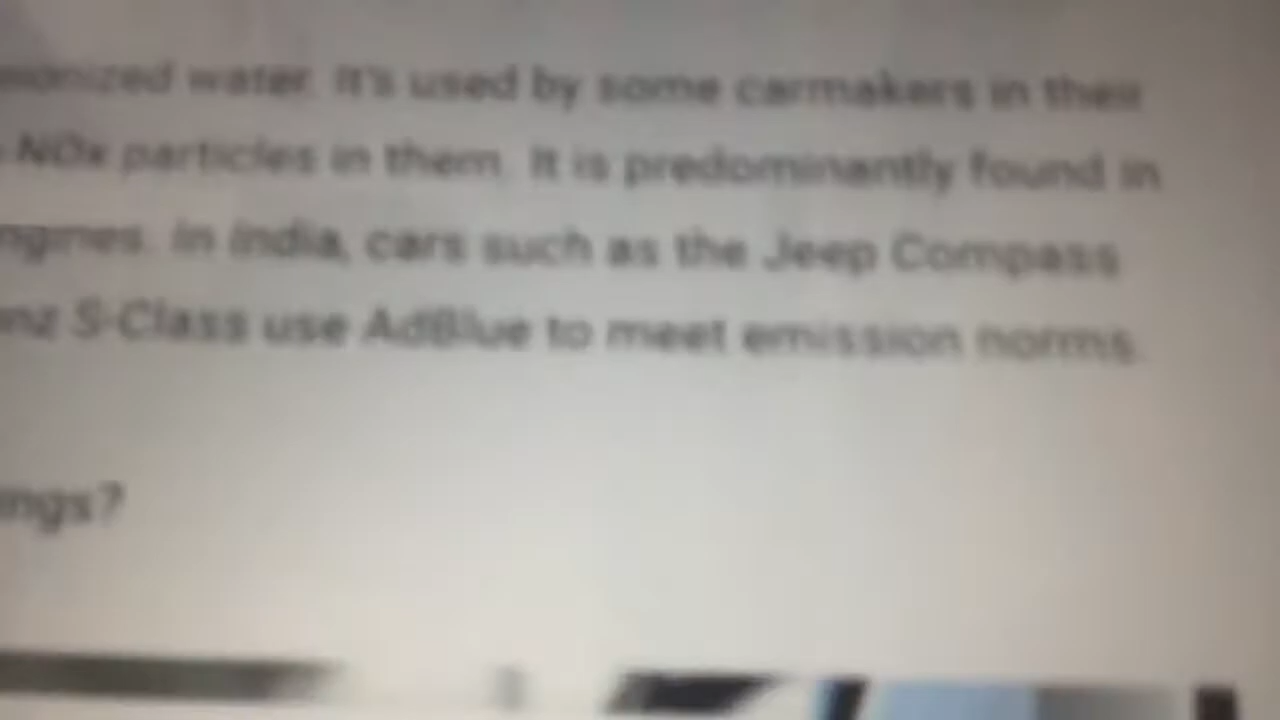 water. It's used by some carmakers in their
NOx particles in them. It is predominantly found in
In India, cars such as the Jeep Compass
S-Class use AdBlue to meet emission norms.